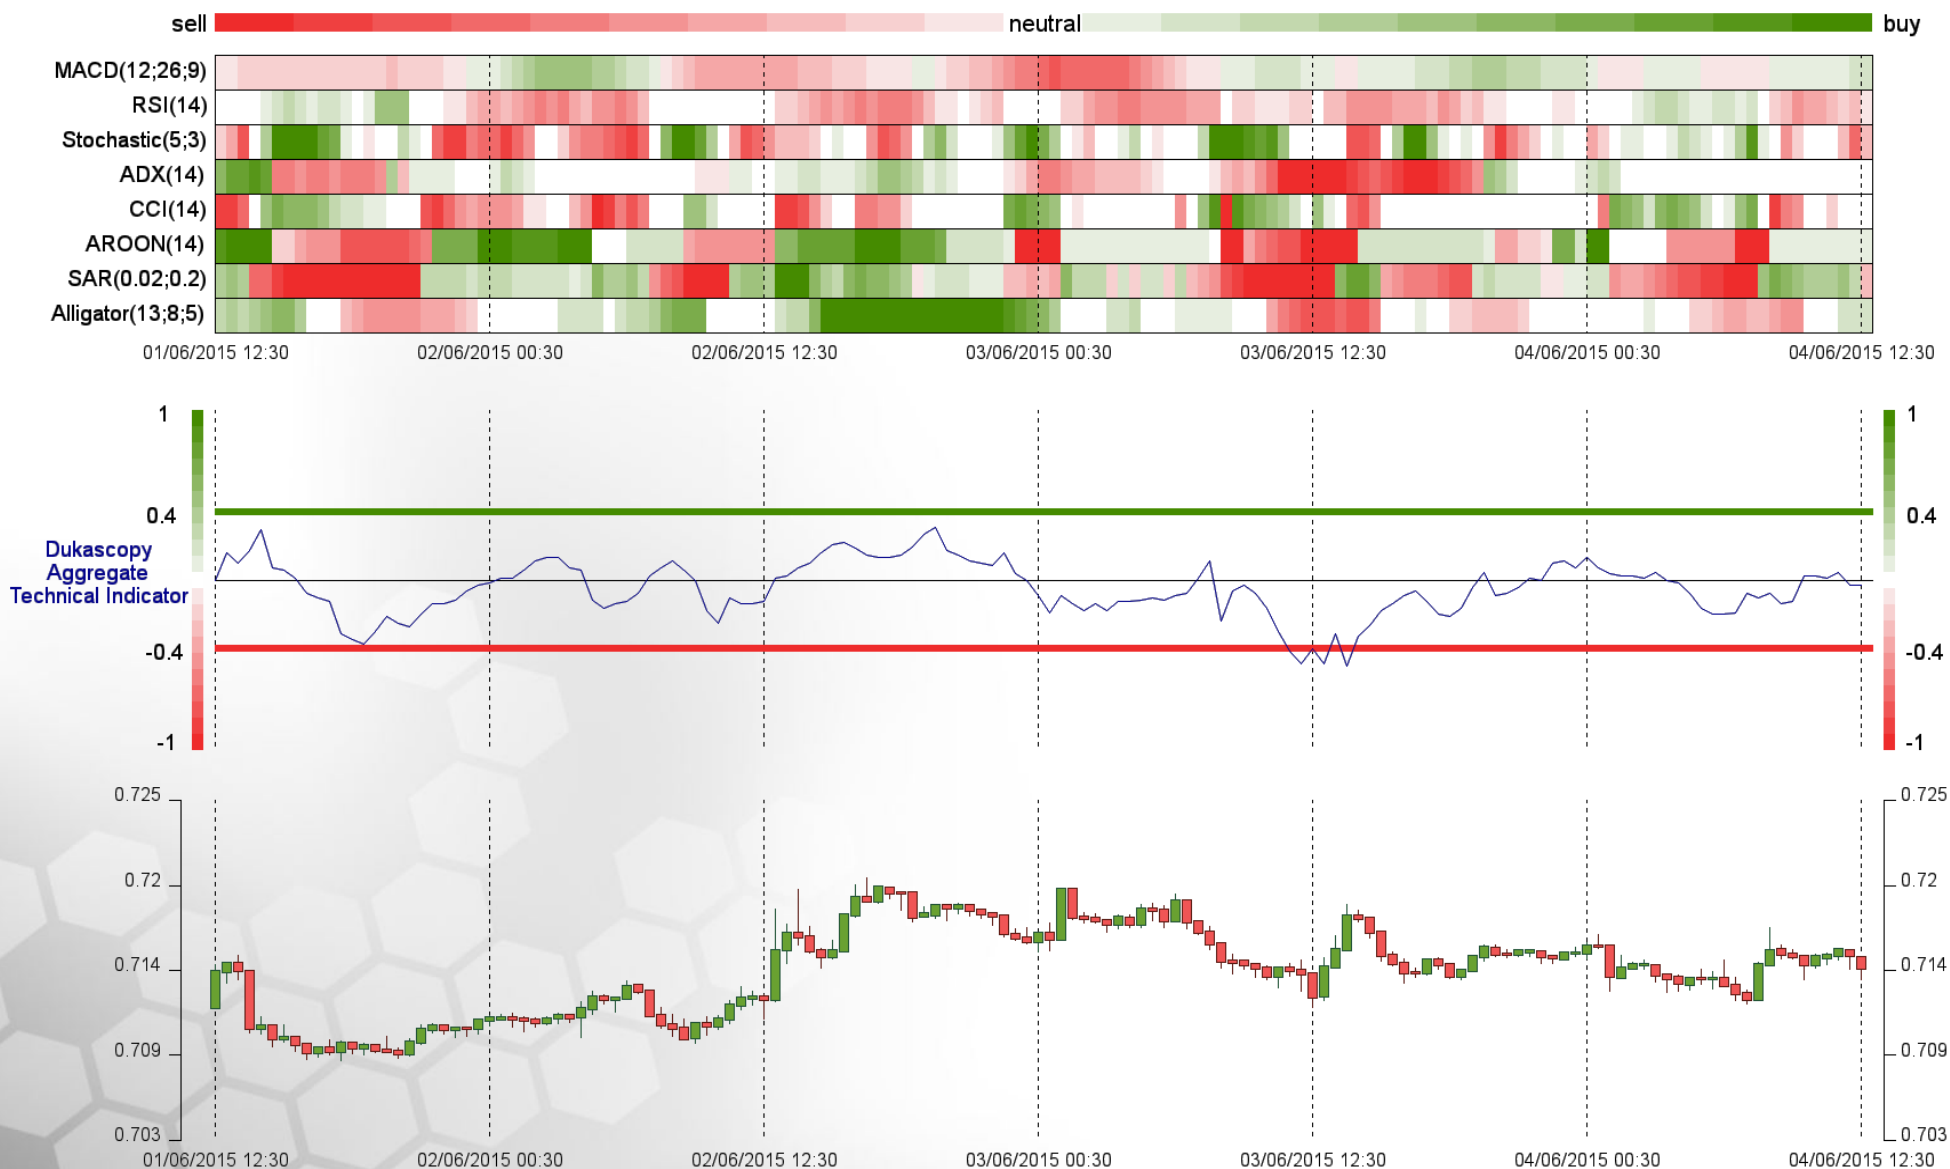 sell neutral buy
MACD(12;26;9)
RSI(14)
Stochastic(5;3)
ADX(14)
CCI(14)
AROON(14)
SAR(0.02;0.2)
Alligator(13;8;5)
01/06/2015 12:30 02/06/2015 00:30 02/06/2015 12:30 03/06/2015 00:30 03/06/2015 12:30 04/06/2015 00:30 04/06/2015 12:30
1 1
0.4 0.4
Dukascopy
Aggregate
Technical Indicator
-0.4 -0.4
-1 -1
0.725 0.725
0.72 0.72
0.714 0.714
0.709 0.709
0.703 0.703
01/06/2015 12:30 02/06/2015 00:30 02/06/2015 12:30 03/06/2015 00:30 03/06/2015 12:30 04/06/2015 00:30 04/06/2015 12:30